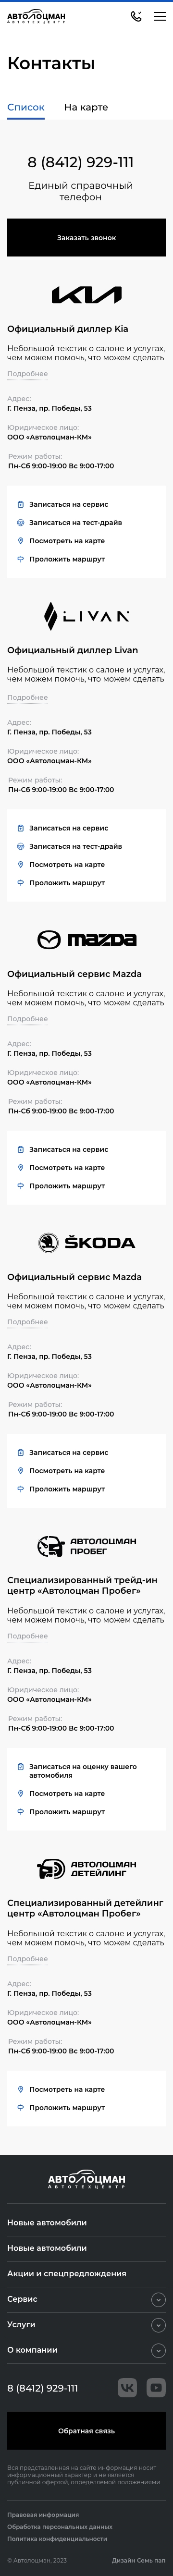 АВТОЛОЦМАН
Автотехцентр
Контакты
Список На карте
8 (8412) 929-111
Единый справочный
телефон
Заказать звонок
KIA
Официальный диллер Kia
Небольшой текстик о салоне и услугах,
чем можем помочь, что можем сделать
Подробнее
Адрес:
Г. Пенза, пр. Победы, 53
Юридическое лицо:
ООО «Автолоцман-КМ»
Режим работы:
Пн-Сб 9:00-19:00 Вс 9:00-17:00
Записаться на сервис
Записаться на тест-драйв
Посмотреть на карте
Проложить маршрут
LIVAN
Официальный диллер Livan
Небольшой текстик о салоне и услугах,
чем можем помочь, что можем сделать
Подробнее
Адрес:
Г. Пенза, пр. Победы, 53
Юридическое лицо:
ООО «Автолоцман-КМ»
Режим работы:
Пн-Сб 9:00-19:00 Вс 9:00-17:00
Записаться на сервис
Записаться на тест-драйв
Посмотреть на карте
Проложить маршрут
mazda
Официальный сервис Mazda
Небольшой текстик о салоне и услугах,
чем можем помочь, что можем сделать
Подробнее
Адрес:
Г. Пенза, пр. Победы, 53
Юридическое лицо:
ООО «Автолоцман-КМ»
Режим работы:
Пн-Сб 9:00-19:00 Вс 9:00-17:00
Записаться на сервис
Посмотреть на карте
Проложить маршрут
ŠKODA
Официальный сервис Mazda
Небольшой текстик о салоне и услугах,
чем можем помочь, что можем сделать
Подробнее
Адрес:
Г. Пенза, пр. Победы, 53
Юридическое лицо:
ООО «Автолоцман-КМ»
Режим работы:
Пн-Сб 9:00-19:00 Вс 9:00-17:00
Записаться на сервис
Посмотреть на карте
Проложить маршрут
АВТОЛОЦМАН
ПРОБЕГ
Специализированный трейд-ин
центр «Автолоцман Пробег»
Небольшой текстик о салоне и услугах,
чем можем помочь, что можем сделать
Подробнее
Адрес:
Г. Пенза, пр. Победы, 53
Юридическое лицо:
ООО «Автолоцман-КМ»
Режим работы:
Пн-Сб 9:00-19:00 Вс 9:00-17:00
Записаться на оценку вашего
автомобиля
Посмотреть на карте
Проложить маршрут
АВТОЛОЦМАН
ДЕТЕЙЛИНГ
Специализированный детейлинг
центр «Автолоцман Пробег»
Небольшой текстик о салоне и услугах,
чем можем помочь, что можем сделать
Подробнее
Адрес:
Г. Пенза, пр. Победы, 53
Юридическое лицо:
ООО «Автолоцман-КМ»
Режим работы:
Пн-Сб 9:00-19:00 Вс 9:00-17:00
Посмотреть на карте
Проложить маршрут
АВТОЛОЦМАН
Автотехцентр
Новые автомобили
Новые автомобили
Акции и спецпредложения
Сервис
Услуги
О компании
8 (8412) 929-111
Обратная связь
Вся представленная на сайте информация носит
информационный характер и не является
публичной офертой, определяемой положениями
Правовая информация
Обработка персональных данных
Политика конфиденциальности
© Автолоцман, 2023 Дизайн Семь пап